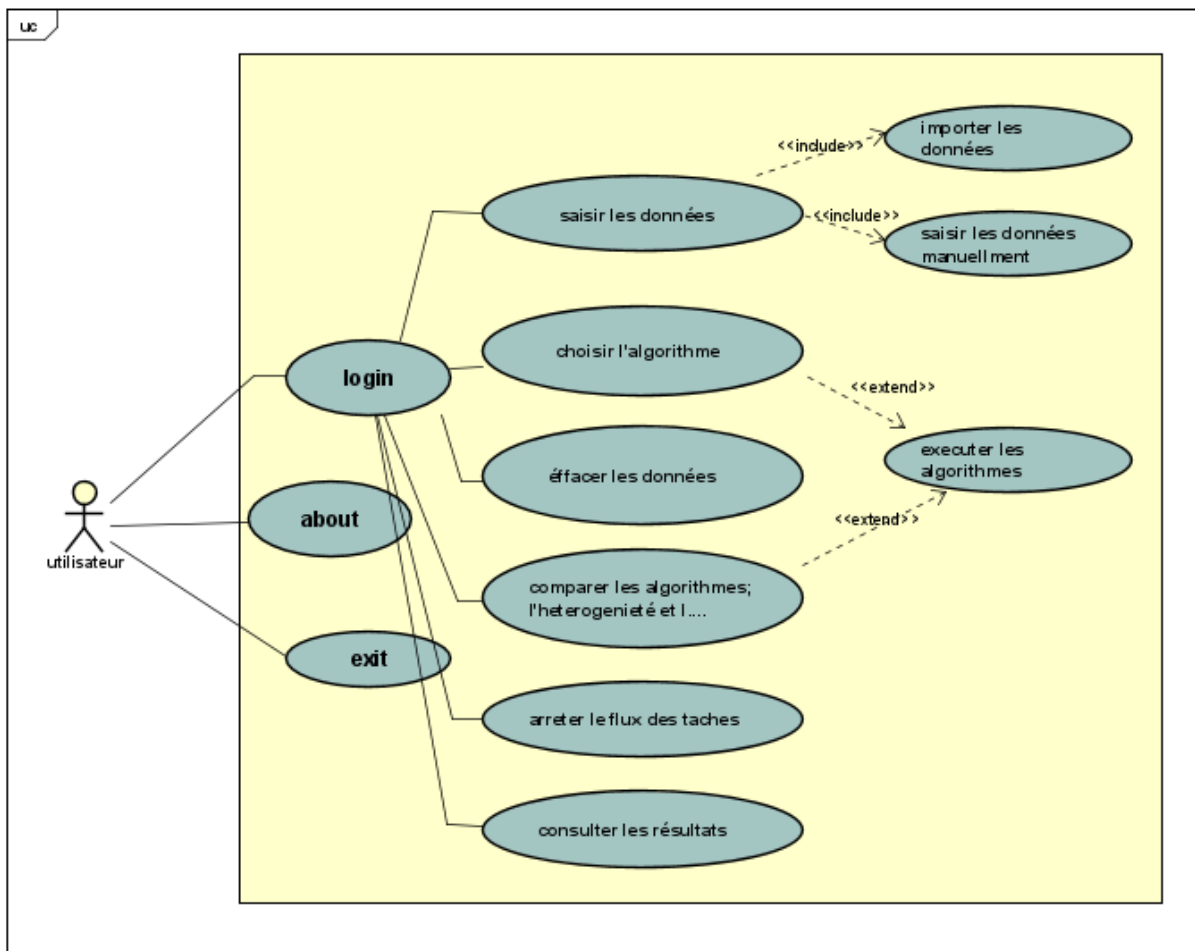 uc
importer les
données
<<include>>
saisir les données
<<include>>
saisir les données
manuellment
choisir l'algorithme
<<extend>>
login
executer les
algorithmes
éffacer les données
about
<<extend>>
utilisateur
comparer les algorithmes;
l'heterogenieté et l....
exit
arreter le flux des taches
consulter les résultats